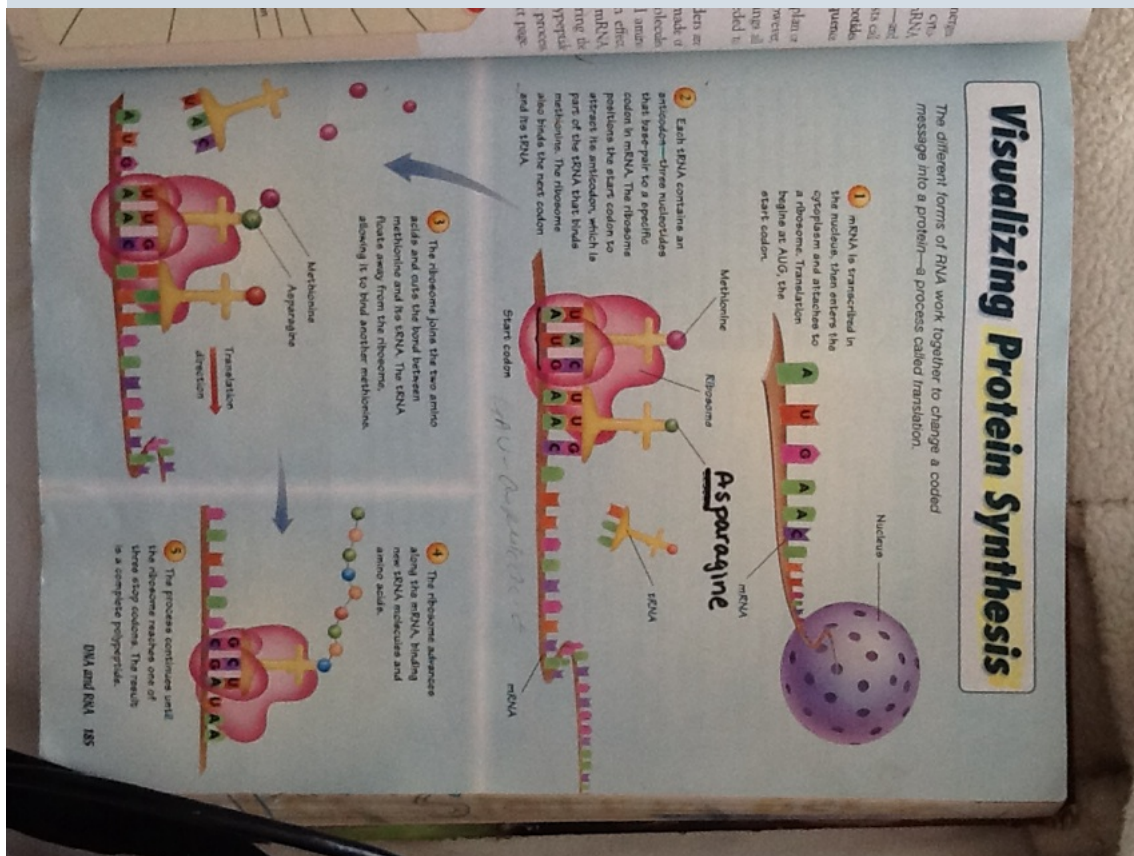 Visualizing Protein Synthesis
The different forms of RNA work together to change a coded
message into a protein—a process called translation.
1 mRNA is transcribed in
the nucleus, then enters the
cytoplasm and attaches to
a ribosome. Translation
begins at AUG, the
start codon.
Nucleus
A U G A A C
mRNA
2 Each tRNA contains an
anticodon—three nucleotides
that base-pair to a specific
codon in mRNA. The ribosome
positions the start codon to
attract its anticodon, which is
part of the tRNA that binds
methionine. The ribosome
also binds the next codon
and its tRNA.
Methionine
Ribosome
Asparagine
tRNA
U A C U U G
A U G A A C
Start codon
mRNA
3 The ribosome joins the two amino
acids and cuts the bond between
methionine and its tRNA. The tRNA
floats away from the ribosome,
allowing it to bind another methionine.
Methionine
Asparagine
Translation
direction
U A C
U U G
A U G A A C
4 The ribosome advances
along the mRNA, binding
new tRNA molecules and
amino acids.
G C U
C G A U A A
5 The process continues until
the ribosome reaches one of
three stop codons. The result
is a complete polypeptide.
DNA and RNA 185